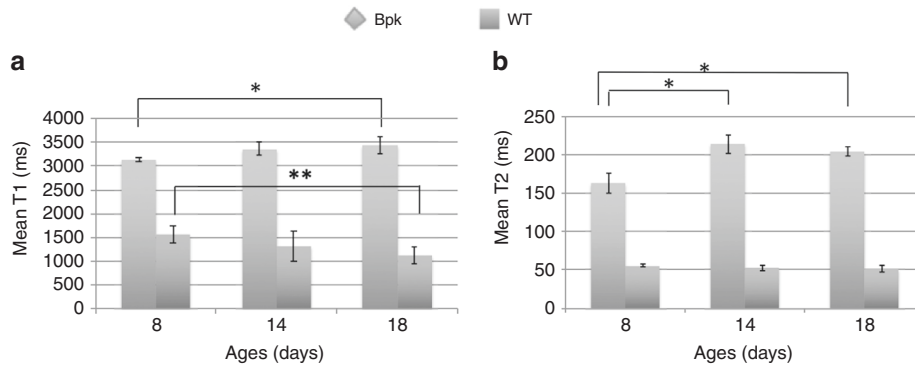 Bpk WT
a
*
**
Mean T1 (ms)
4000
3500
3000
2500
2000
1500
1000
500
0
8 14 18
Ages (days)
b
*
*
Mean T2 (ms)
250
200
150
100
50
0
8 14 18
Ages (days)